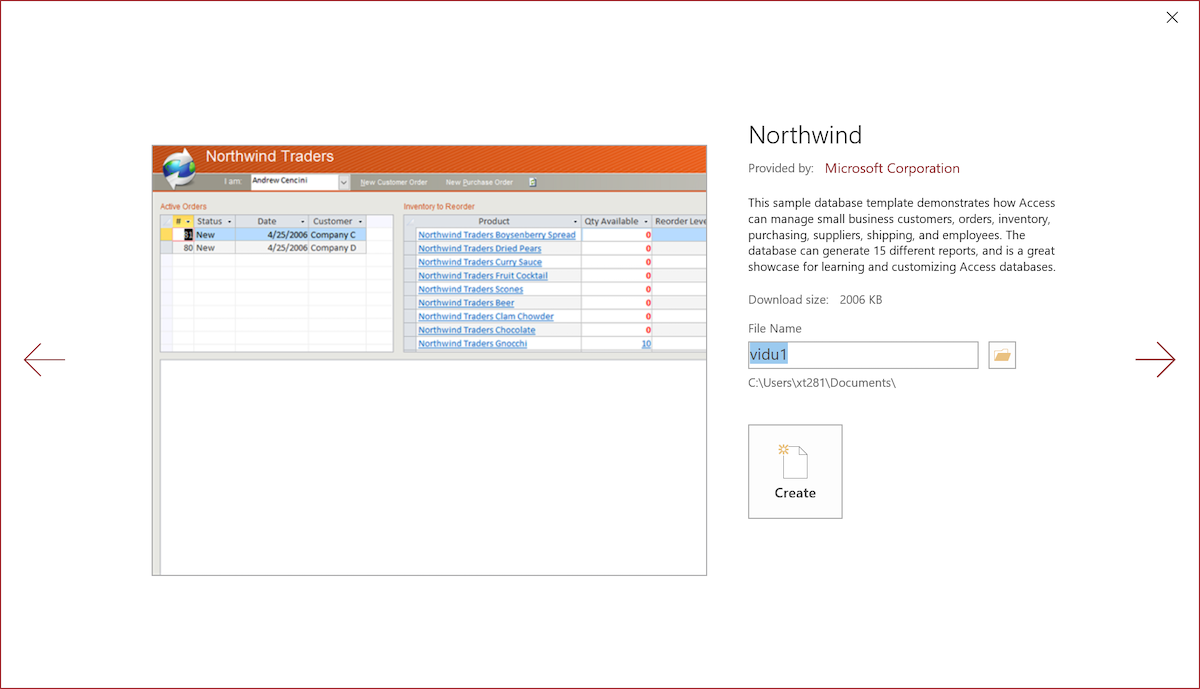 Northwind Traders
I am: Andrew Cencini New Customer Order New Purchase Order
Active Orders
# Status Date Customer
81 New 4/25/2006 Company C
80 New 4/25/2006 Company D
Inventory to Reorder
Product Qty Available Reorder Leve
Northwind Traders Boysenberry Spread 0
Northwind Traders Dried Pears 0
Northwind Traders Curry Sauce 0
Northwind Traders Fruit Cocktail 0
Northwind Traders Scones 0
Northwind Traders Beer 0
Northwind Traders Clam Chowder 0
Northwind Traders Chocolate 0
Northwind Traders Gnocchi 10
Northwind
Provided by: Microsoft Corporation
This sample database template demonstrates how Access
can manage small business customers, orders, inventory,
purchasing, suppliers, shipping, and employees. The
database can generate 15 different reports, and is a great
showcase for learning and customizing Access databases.
Download size: 2006 KB
File Name
vidu1
C:\Users\xt281\Documents\
Create